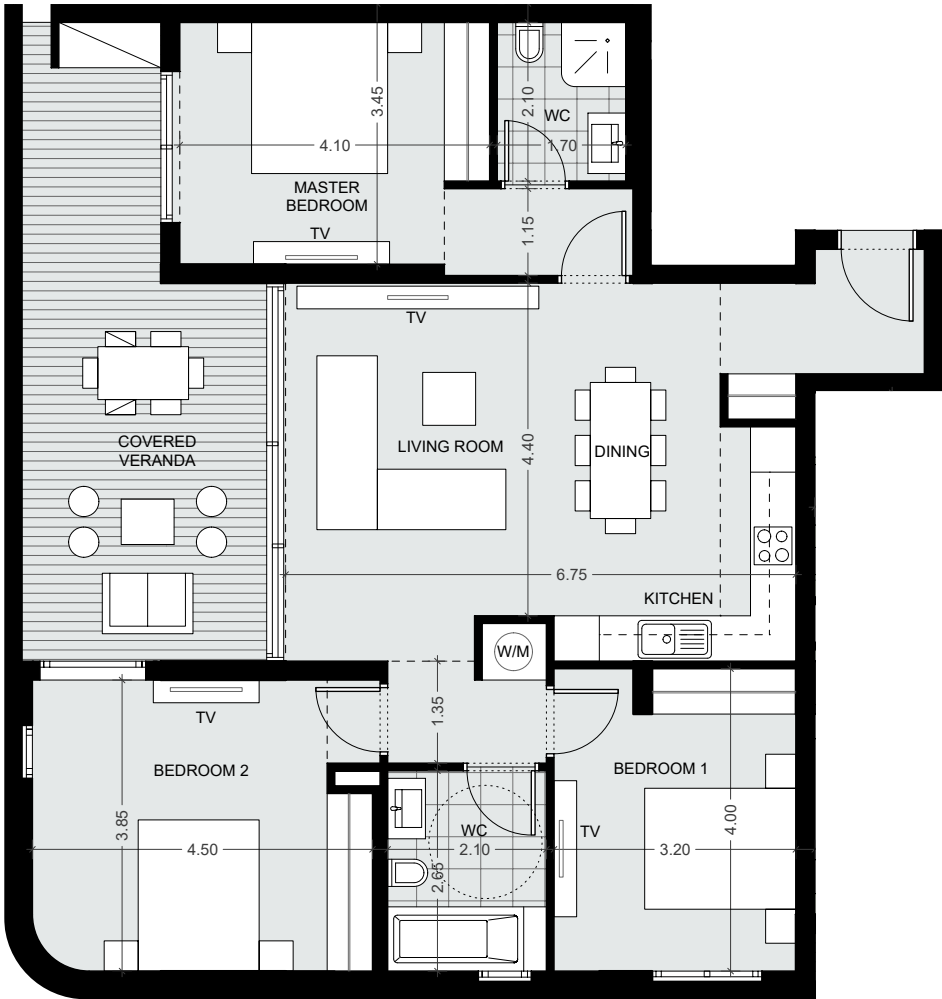 2.10
3.45
WC
4.10
1.70
MASTER
BEDROOM
TV
1.15
TV
COVERED
VERANDA
LIVING ROOM
4.40
DINING
6.75
KITCHEN
W/M
1.35
TV
BEDROOM 2
BEDROOM 1
3.85
4.00
WC
TV
4.50
2.10
3.20
2.65